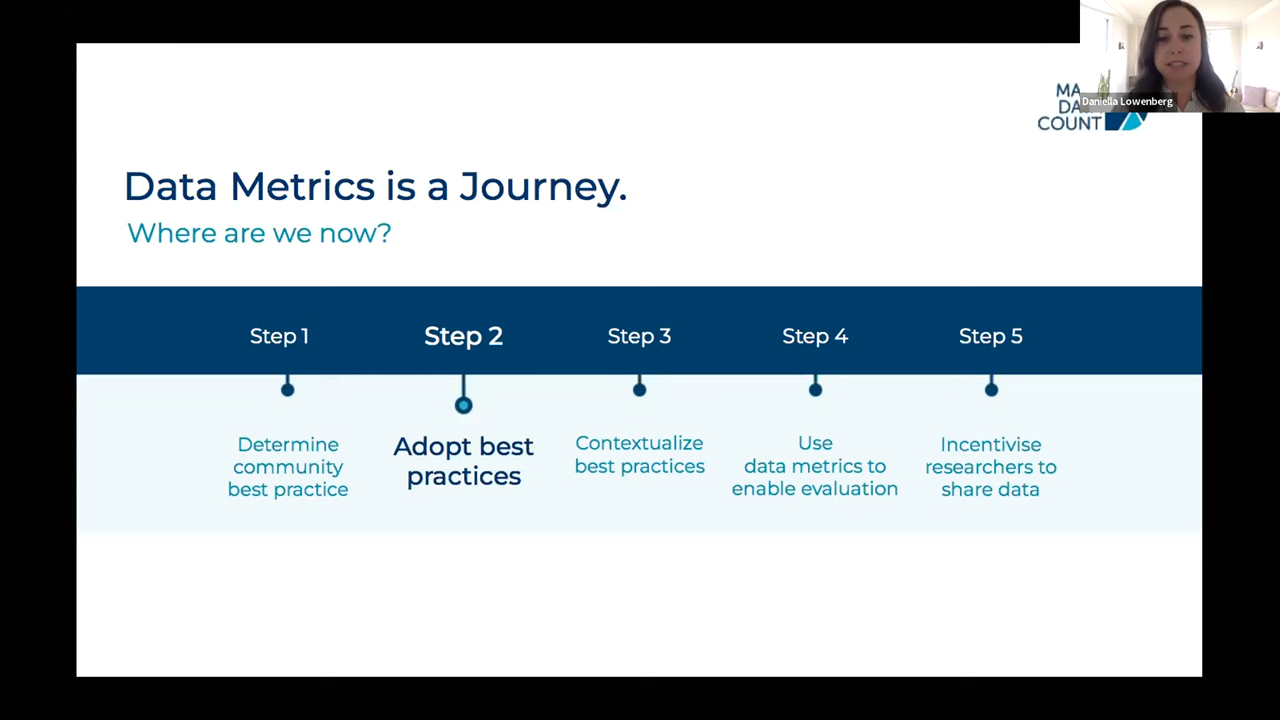 Daniella Lowenberg
MA
DA
COUNT
Data Metrics is a Journey.
Where are we now?
Step 1
Step 2
Step 3
Step 4
Step 5
Determine
community
best practice
Adopt best
practices
Contextualize
best practices
Use
data metrics to
enable evaluation
Incentivise
researchers to
share data